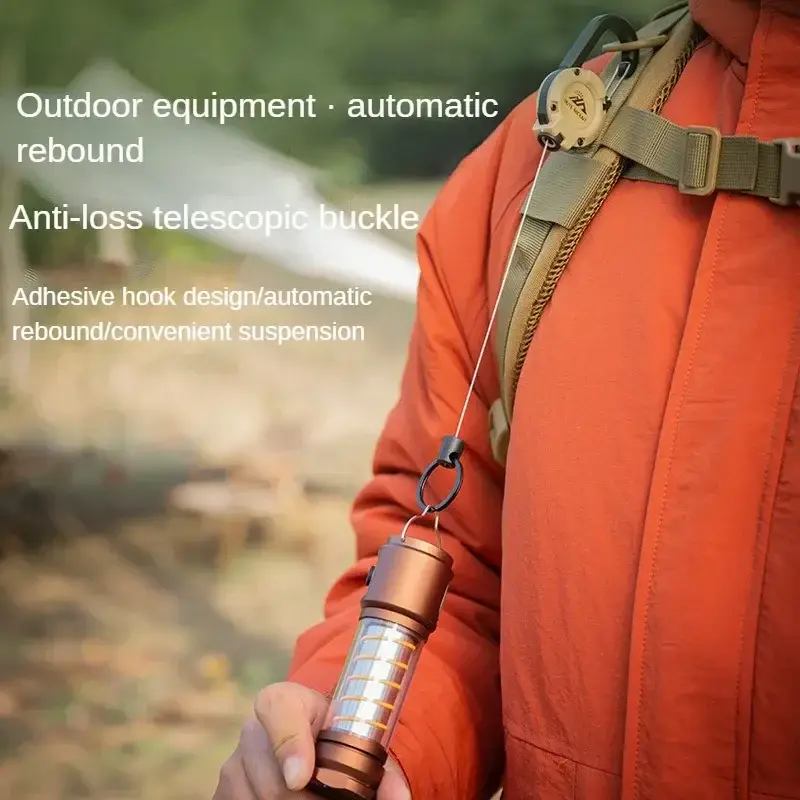 Outdoor equipment · automatic
rebound
Anti-loss telescopic buckle
Adhesive hook design/automatic
rebound/convenient suspension